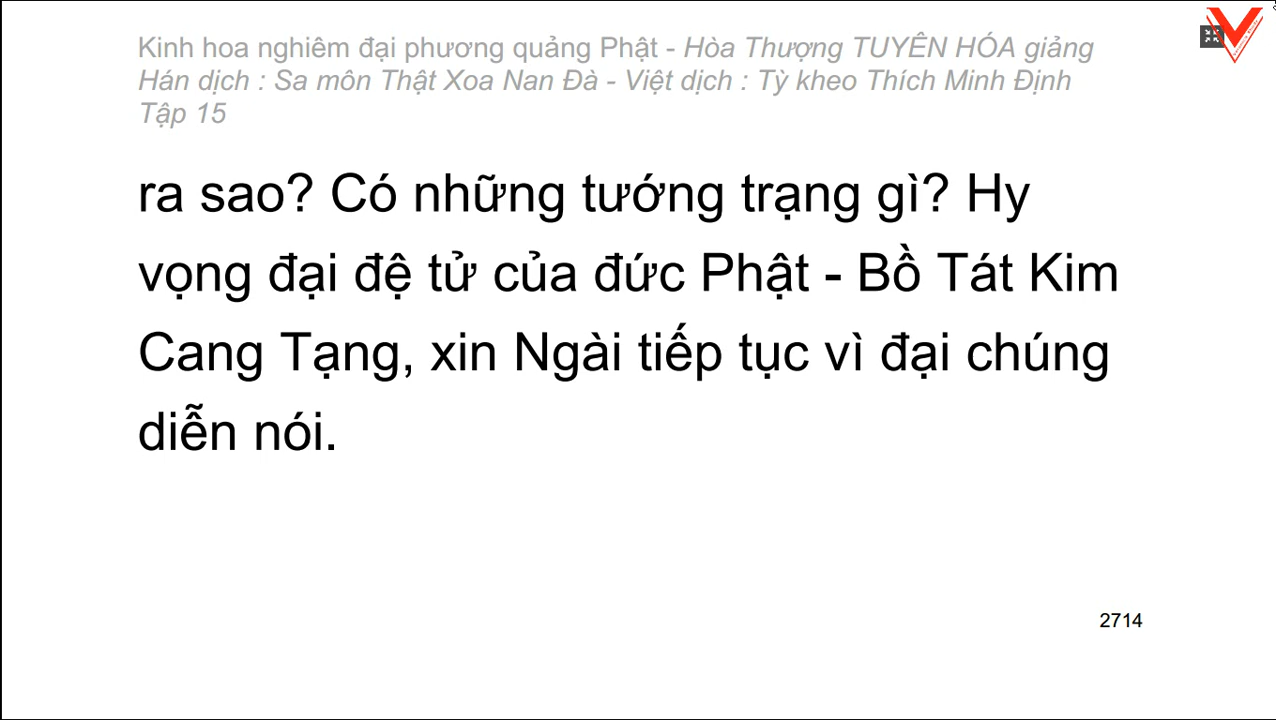 Kinh hoa nghiêm đại phương quảng Phật - Hòa Thượng TUYÊN HÓA giảng
Hán dịch : Sa môn Thật Xoa Nan Đà - Việt dịch : Tỳ kheo Thích Minh Định
Tập 15
ra sao? Có những tướng trạng gì? Hy
vọng đại đệ tử của đức Phật - Bồ Tát Kim
Cang Tạng, xin Ngài tiếp tục vì đại chúng
diễn nói.
2714